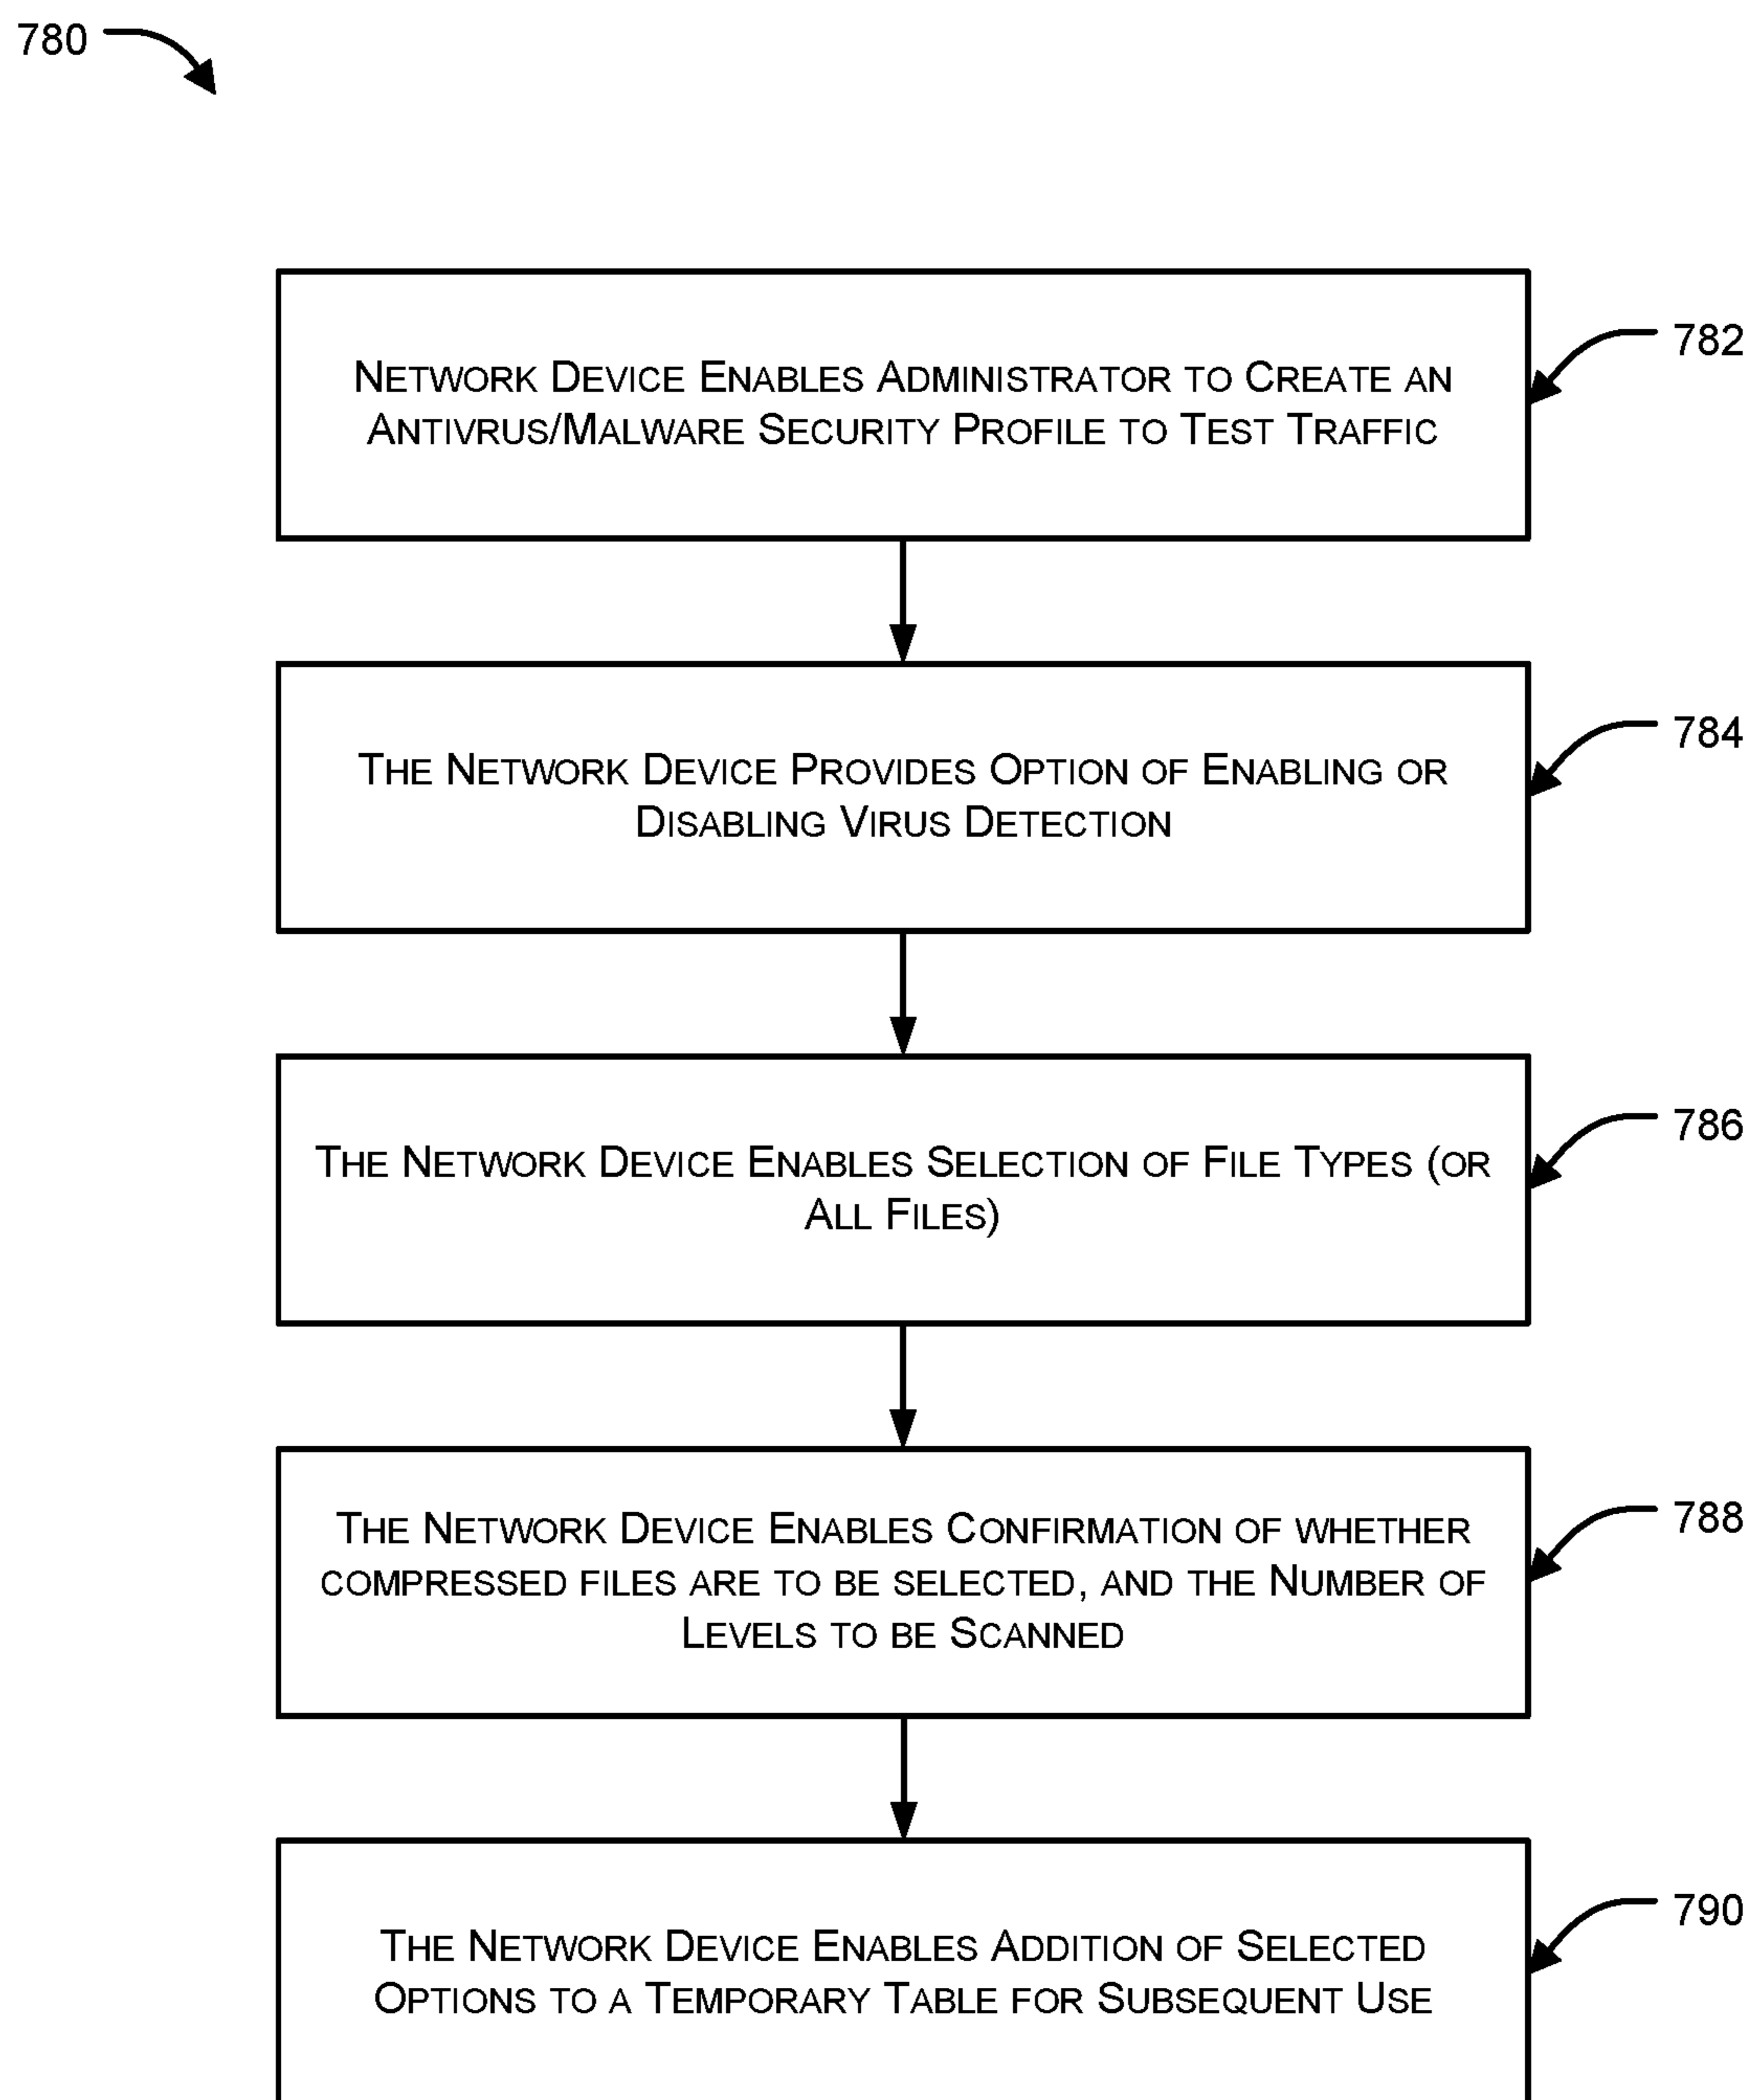 780
NETWORK DEVICE ENABLES ADMINISTRATOR TO CREATE AN
ANTIVRUS/MALWARE SECURITY PROFILE TO TEST TRAFFIC
782
THE NETWORK DEVICE PROVIDES OPTION OF ENABLING OR
DISABLING VIRUS DETECTION
784
THE NETWORK DEVICE ENABLES SELECTION OF FILE TYPES (OR
ALL FILES)
786
THE NETWORK DEVICE ENABLES CONFIRMATION OF WHETHER
COMPRESSED FILES ARE TO BE SELECTED, AND THE NUMBER OF
LEVELS TO BE SCANNED
788
THE NETWORK DEVICE ENABLES ADDITION OF SELECTED
OPTIONS TO A TEMPORARY TABLE FOR SUBSEQUENT USE
790